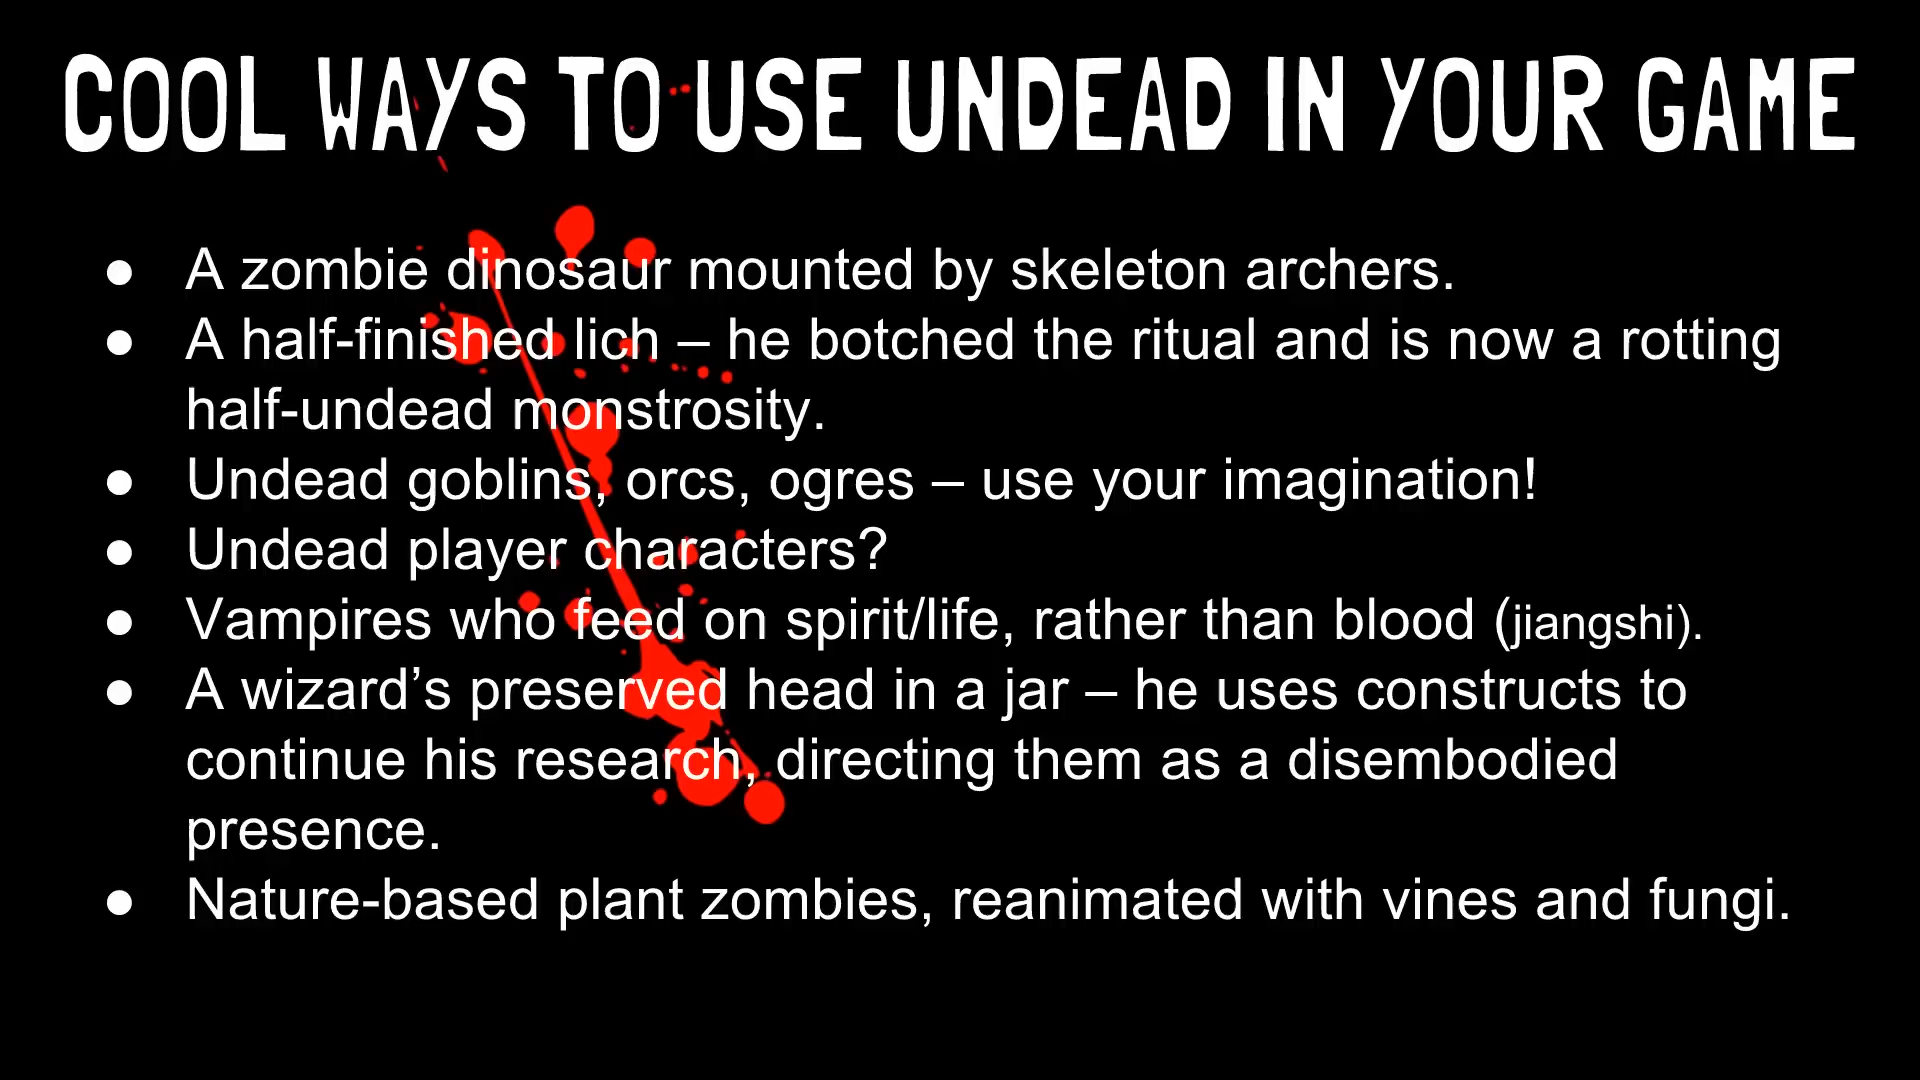 COOL WAYS TO USE UNDEAD IN YOUR GAME
● A zombie dinosaur mounted by skeleton archers.
● A half-finished lich – he botched the ritual and is now a rotting
half-undead monstrosity.
● Undead goblins, orcs, ogres – use your imagination!
● Undead player characters?
● Vampires who feed on spirit/life, rather than blood (jiangshi).
● A wizard’s preserved head in a jar – he uses constructs to
continue his research, directing them as a disembodied
presence.
● Nature-based plant zombies, reanimated with vines and fungi.